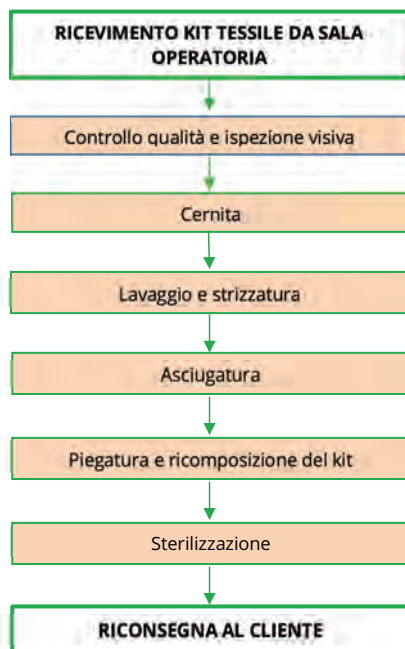 RICEVIMENTO KIT TESSILE DA SALA
OPERATORIA
Controllo qualità e ispezione visiva
Cernita
Lavaggio e strizzatura
Asciugatura
Piegatura e ricomposizione del kit
Sterilizzazione
RICONSEGNA AL CLIENTE